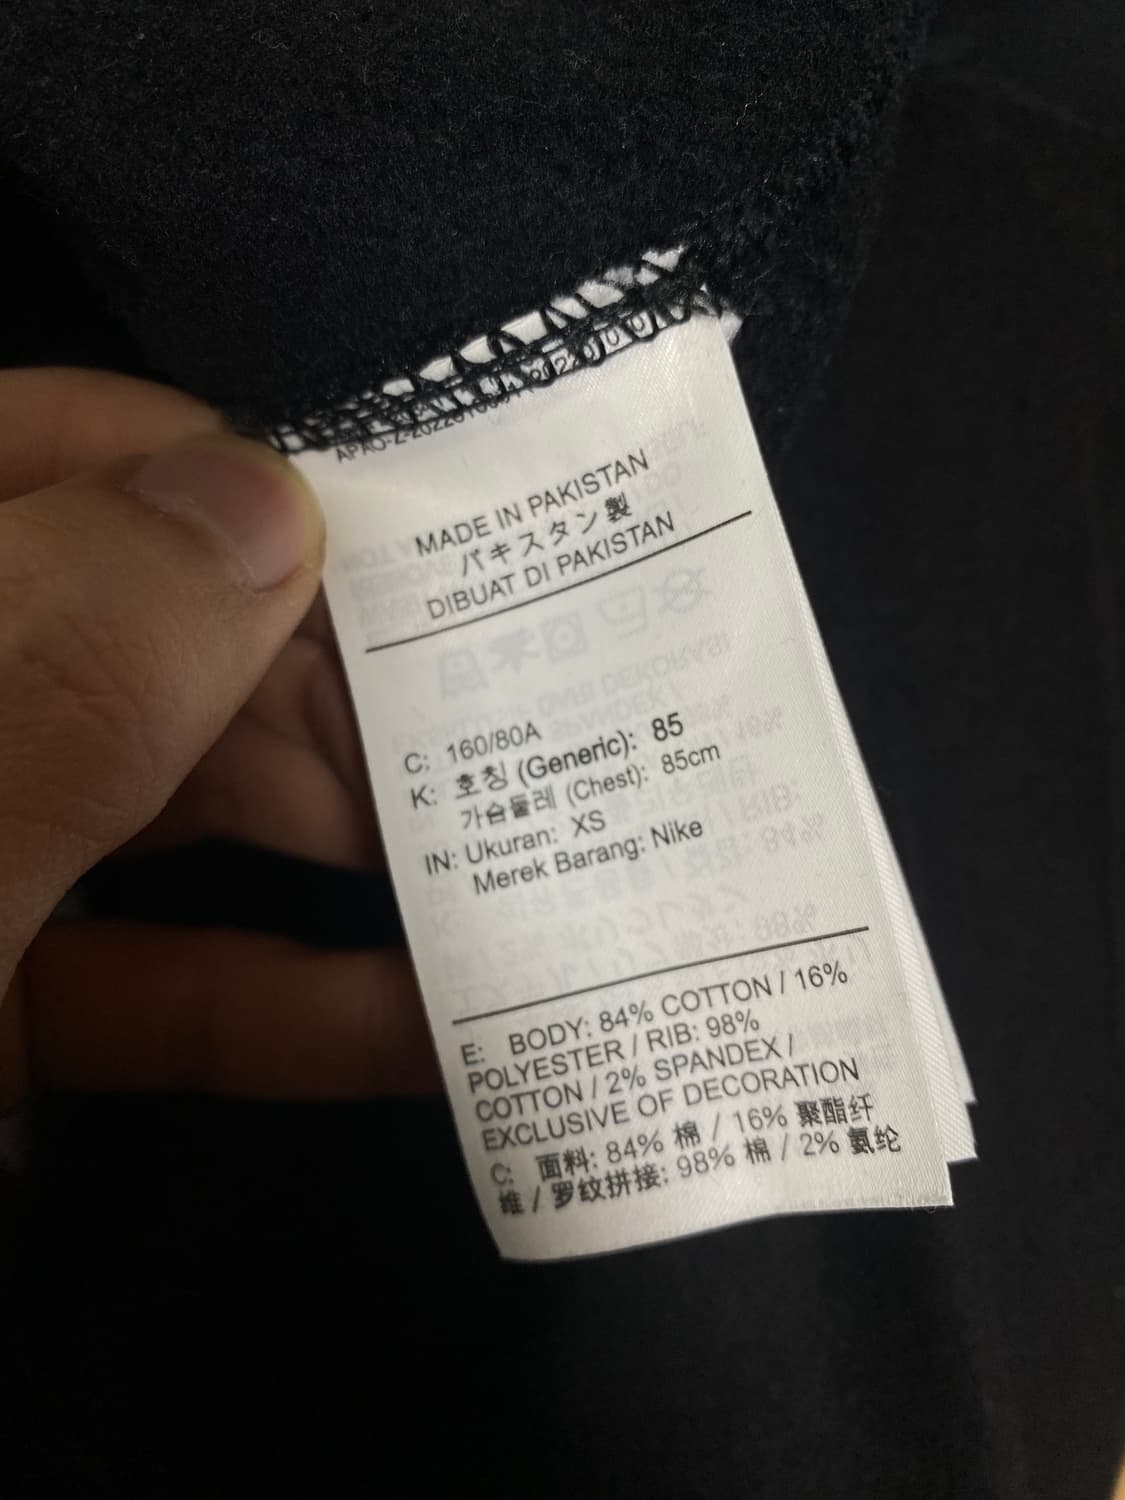 MADE IN PAKISTAN
パキスタン製
DIBUAT DI PAKISTAN
C: 160/80A
K: 호칭 (Generic): 85
가슴둘레 (Chest): 85cm
IN: Ukuran: XS
Merek Barang: Nike
E: BODY: 84% COTTON / 16%
POLYESTER / RIB: 98%
COTTON / 2% SPANDEX /
EXCLUSIVE OF DECORATION
C: 面料: 84% 棉 / 16% 聚酯纤
维 / 罗纹拼接: 98% 棉 / 2% 氨纶